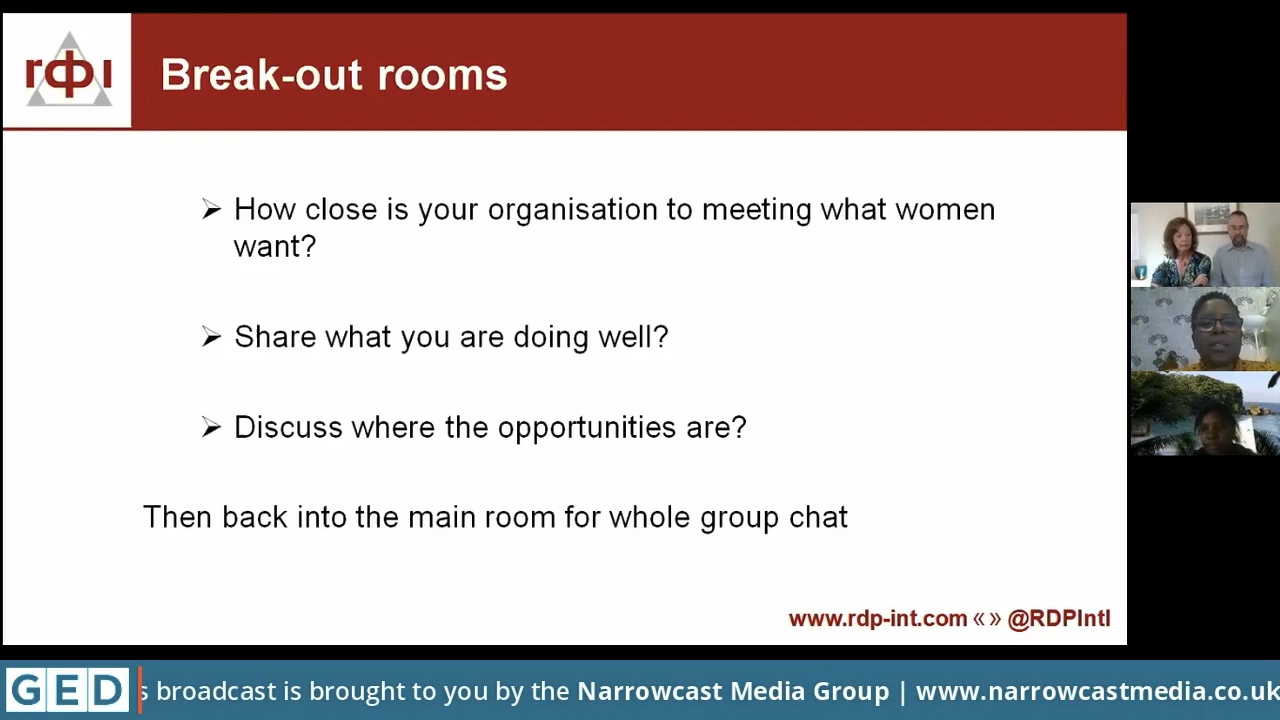 rφι
Break-out rooms
➢ How close is your organisation to meeting what women
want?
➢ Share what you are doing well?
➢ Discuss where the opportunities are?
Then back into the main room for whole group chat
www.rdp-int.com «» @RDPIntl
GED
s broadcast is brought to you by the Narrowcast Media Group | www.narrowcastmedia.co.uk